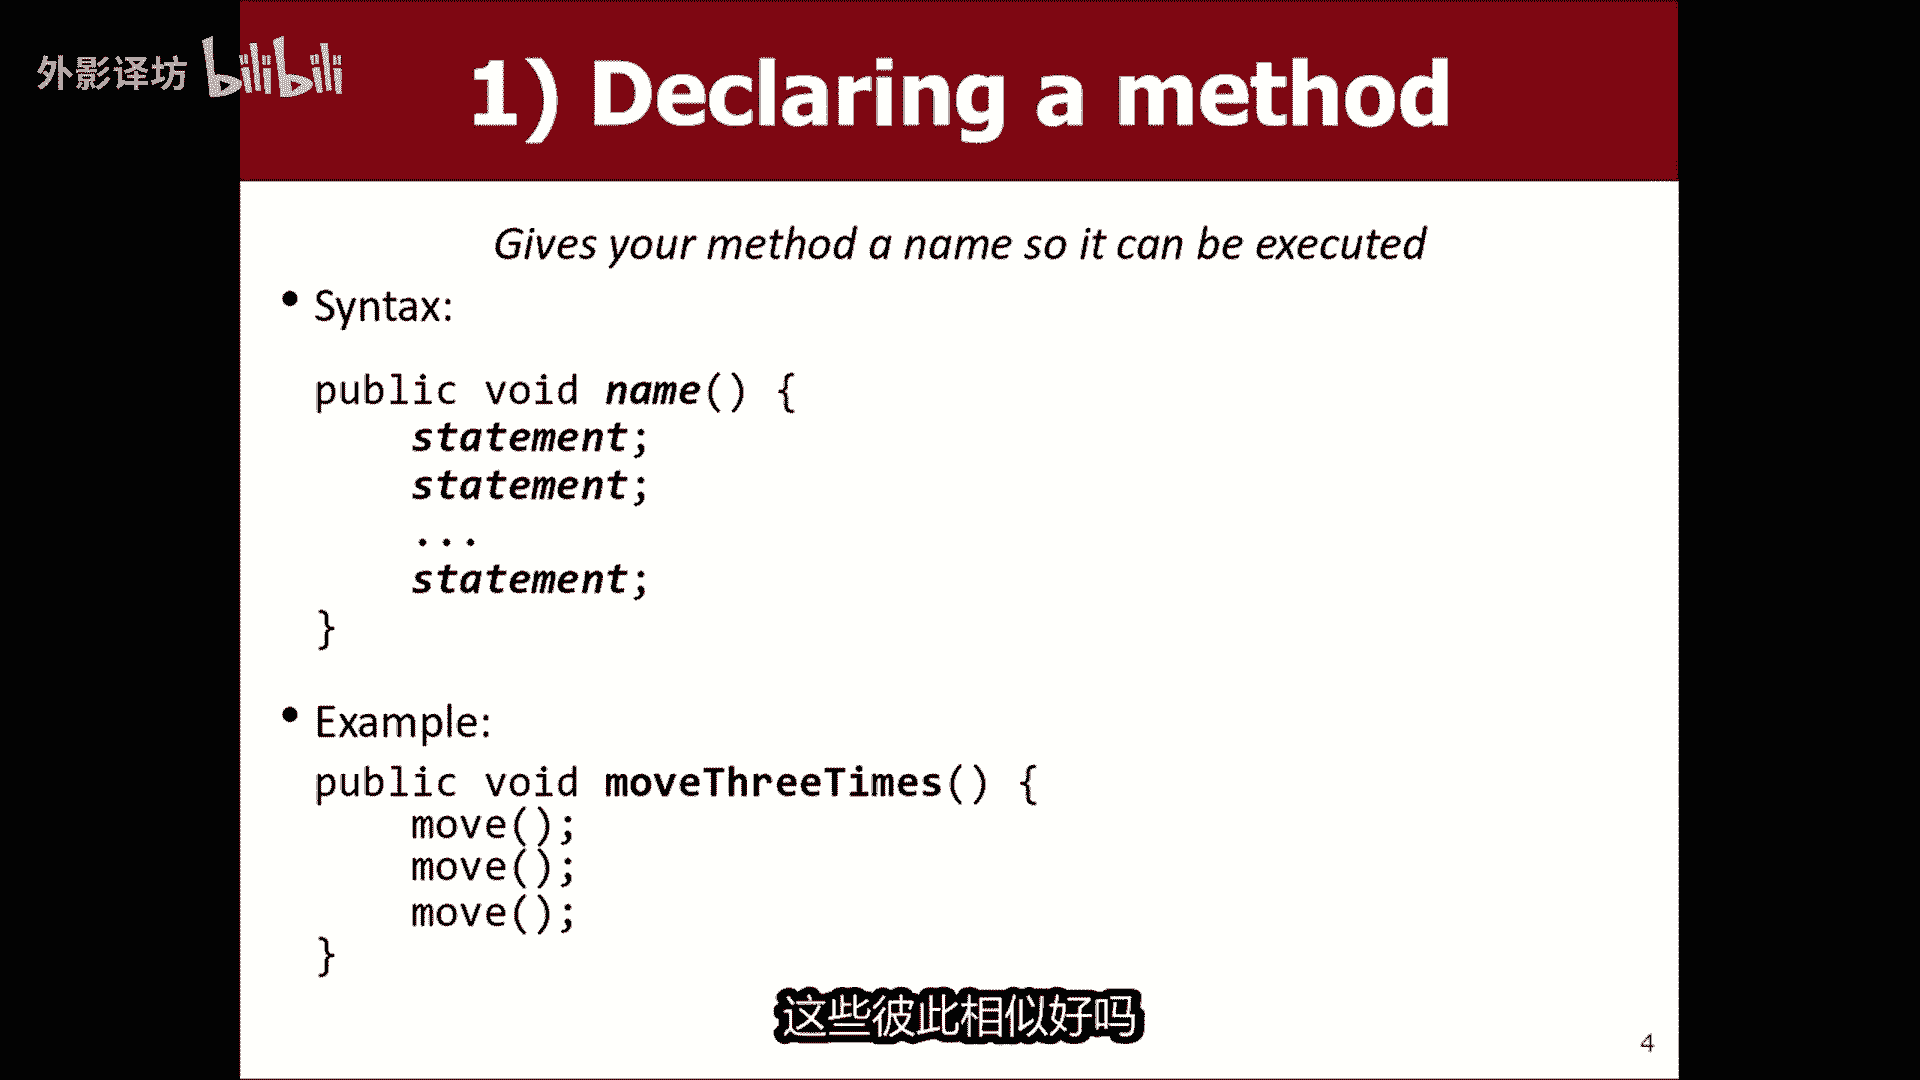 外影译坊 bilibili
1) Declaring a method
Gives your method a name so it can be executed
• Syntax:
public void name() {
statement;
statement;
...
statement;
}
• Example:
public void moveThreeTimes() {
move();
move();
move();
}
这些彼此相似好吗
4